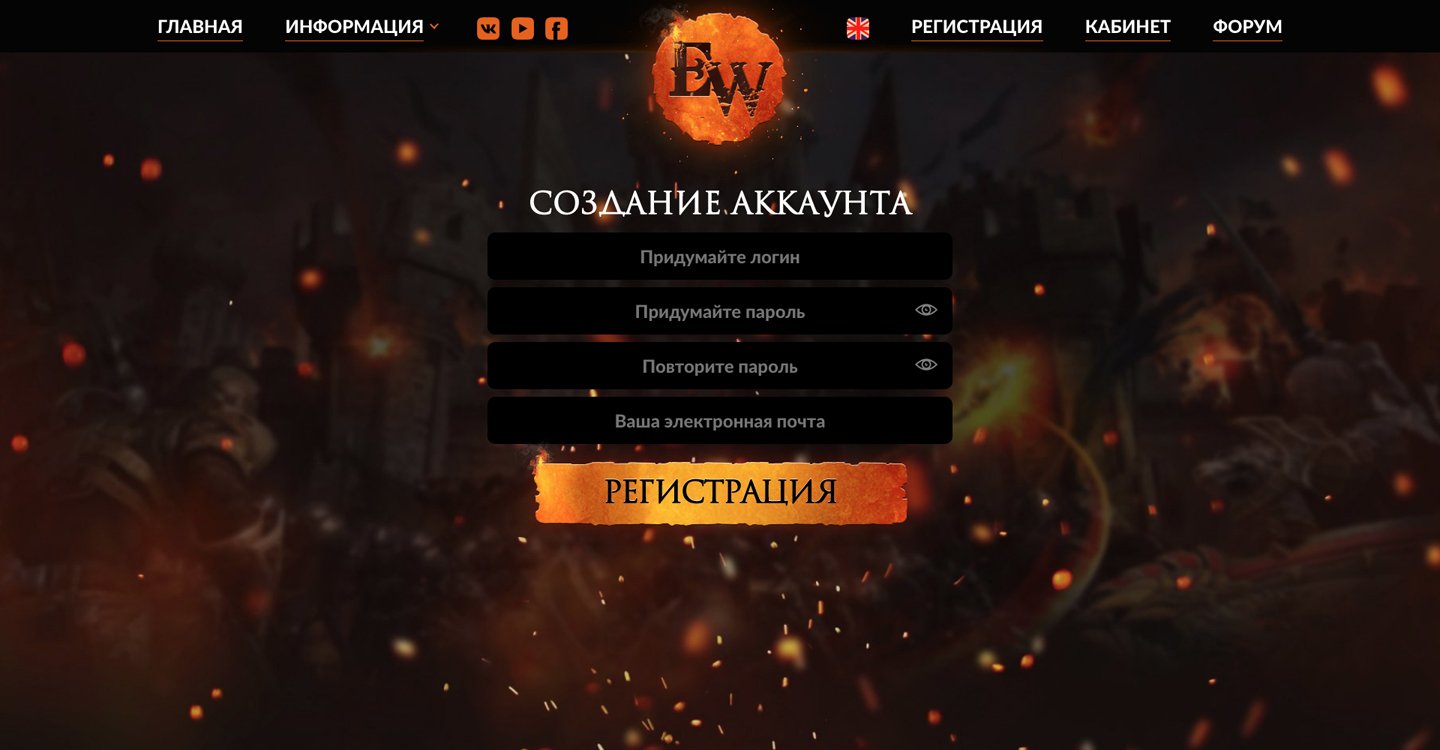 ГЛАВНАЯ
ИНФОРМАЦИЯ
РЕГИСТРАЦИЯ
КАБИНЕТ
ФОРУМ
EW
СОЗДАНИЕ АККАУНТА
Придумайте логин
Придумайте пароль
Повторите пароль
Ваша электронная почта
РЕГИСТРАЦИЯ